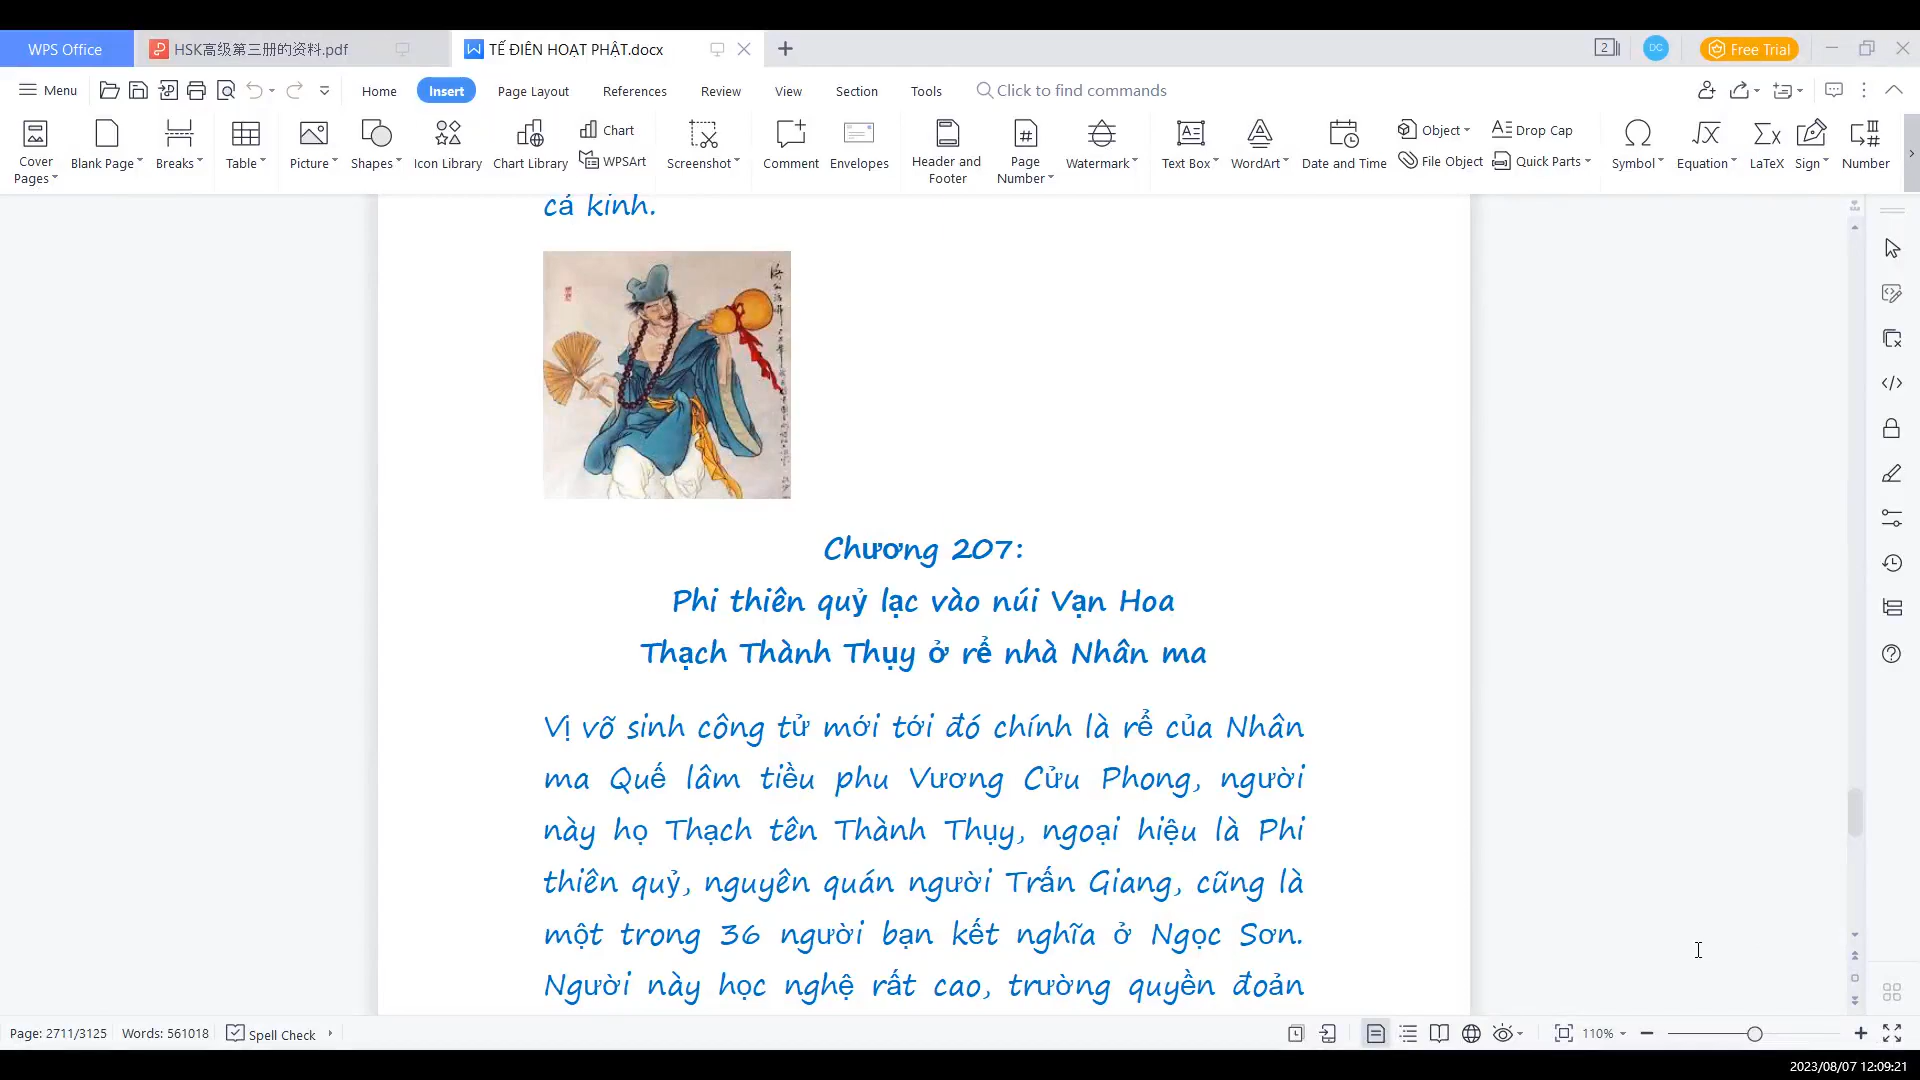 WPS Office
HSK高级第三册的资料.pdf
TẾ ĐIÊN HOẠT PHẬT.docx
2
DC
Free Trial
Menu
Home
Insert
Page Layout
References
Review
View
Section
Tools
Click to find commands
Cover Pages
Blank Page
Breaks
Table
Picture
Shapes
Icon Library
Chart Library
Chart
WPSArt
Screenshot
Comment
Envelopes
Header and Footer
Page Number
Watermark
Text Box
WordArt
Date and Time
Object
File Object
Drop Cap
Quick Parts
Symbol
Equation
LaTeX
Sign
Number
cá kinh.
Chương 207:
Phi thiên quỷ lạc vào núi Vạn Hoa
Thạch Thành Thụy ở rể nhà Nhân ma
Vị võ sinh công tử mới tới đó chính là rể của Nhân
ma Quế lâm tiều phu Vương Cửu Phong, người
này họ Thạch tên Thành Thụy, ngoại hiệu là Phi
thiên quỷ, nguyên quán người Trấn Giang, cũng là
một trong 36 người bạn kết nghĩa ở Ngọc Sơn.
Người này học nghệ rất cao, trường quyền đoản
Page: 2711/3125
Words: 561018
Spell Check
110%
2023/08/07 12:09:21